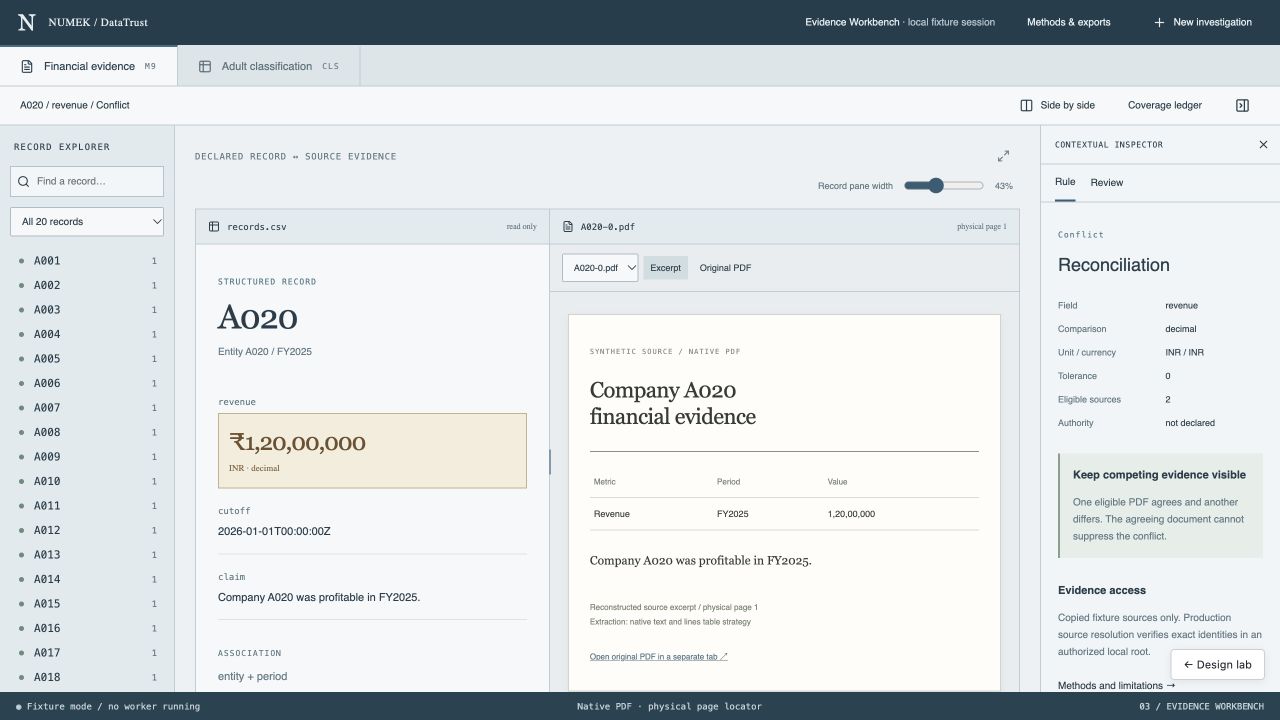 N NUMEK / DataTrust
Evidence Workbench · local fixture session
Methods & exports
+ New investigation
Financial evidence M9
Adult classification CLS
A020 / revenue / Conflict
Side by side
Coverage ledger
RECORD EXPLORER
Find a record…
All 20 records
A001 1
A002 1
A003 1
A004 1
A005 1
A006 1
A007 1
A008 1
A009 1
A010 1
A011 1
A012 1
A013 1
A014 1
A015 1
A016 1
A017 1
A018 1
DECLARED RECORD ↔ SOURCE EVIDENCE
Record pane width 43%
records.csv read only
STRUCTURED RECORD
A020
Entity A020 / FY2025
revenue
₹1,20,00,000
INR · decimal
cutoff
2026-01-01T00:00:00Z
claim
Company A020 was profitable in FY2025.
ASSOCIATION
entity + period
A020-0.pdf physical page 1
A020-0.pdf Excerpt Original PDF
SYNTHETIC SOURCE / NATIVE PDF
Company A020
financial evidence
Metric Period Value
Revenue FY2025 1,20,00,000
Company A020 was profitable in FY2025.
Reconstructed source excerpt / physical page 1
Extraction: native text and lines table strategy
Open original PDF in a separate tab ↗
CONTEXTUAL INSPECTOR
Rule Review
Conflict
Reconciliation
Field revenue
Comparison decimal
Unit / currency INR / INR
Tolerance 0
Eligible sources 2
Authority not declared
Keep competing evidence visible
One eligible PDF agrees and another
differs. The agreeing document cannot
suppress the conflict.
Evidence access
Copied fixture sources only. Production
source resolution verifies exact identities in an
authorized local root.
← Design lab
Methods and limitations →
Fixture mode / no worker running
Native PDF · physical page locator
03 / EVIDENCE WORKBENCH